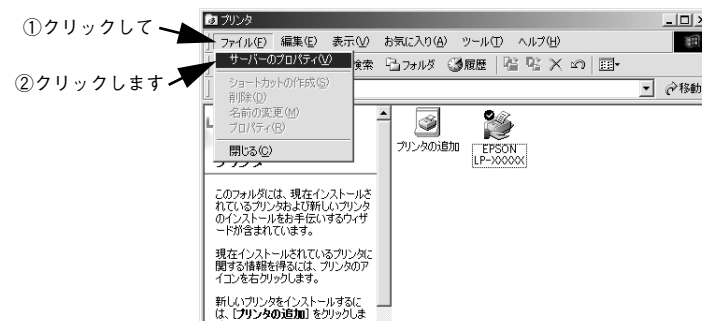 プリンタ
①クリックして
ファイル(F) 編集(E) 表示(V) お気に入り(A) ツール(T) ヘルプ(H)
②クリックします
サーバーのプロパティ(V)
検索 フォルダ 履歴
ショートカットの作成(S)
削除(D)
移動
名前の変更(M)
プロパティ(R)
閉じる(C)
プリンタの追加
EPSON
LP-XXXXX
プリンタ
このフォルダには、現在インストールさ
れているプリンタおよび新しいプリンタ
のインストールをお手伝いするウィザ
ードが含まれています。
現在インストールされているプリンタに
関する情報を得るには、プリンタのア
イコンを右クリックします。
新しいプリンタをインストールするに
は、[プリンタの追加] をクリックしま